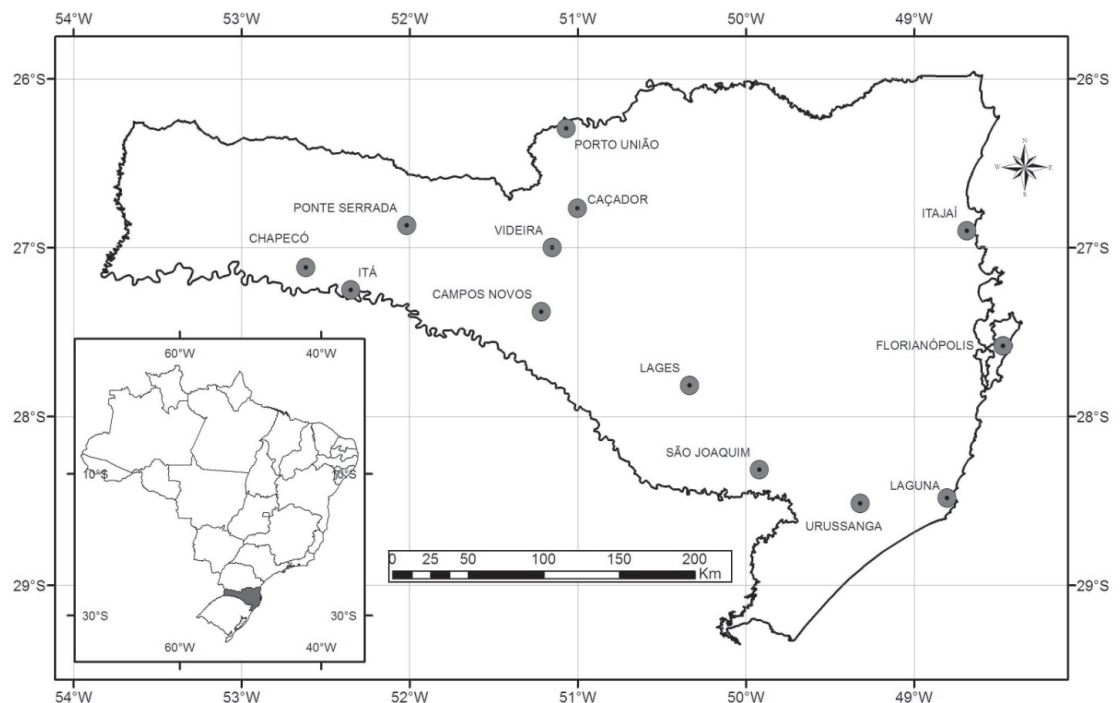 54°W 53°W 52°W 51°W 50°W 49°W
26°S 26°S
PORTO UNIÃO
N
W E
S
CAÇADOR
PONTE SERRADA
ITAJAÍ
VIDEIRA
CHAPECÓ
27°S 27°S
ITÁ
CAMPOS NOVOS
FLORIANÓPOLIS
60°W 40°W
LAGES
28°S 28°S
SÃO JOAQUIM
10°S 10°S
LAGUNA
URUSSANGA
0 25 50 100 150 200
Km
29°S 29°S
30°S 30°S
60°W 40°W
54°W 53°W 52°W 51°W 50°W 49°W